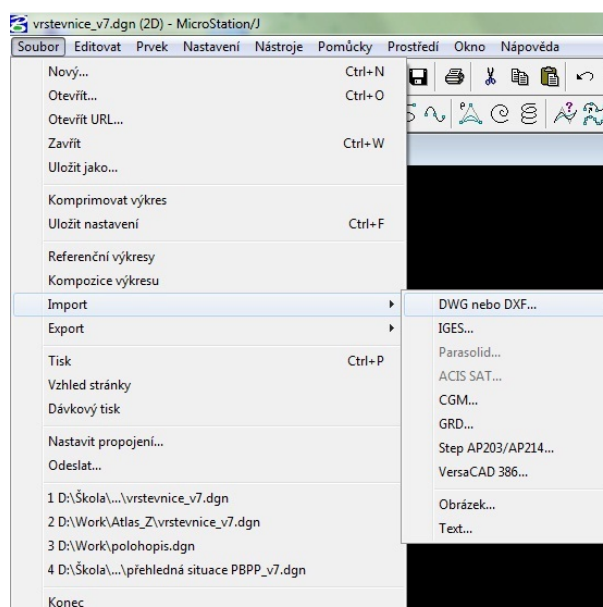 vrstevnice_v7.dgn (2D) - MicroStation/J
Soubor Editovat Prvek Nastavení Nástroje Pomůcky Prostředí Okno Nápověda
Nový... Ctrl+N
Otevřít... Ctrl+O
Otevřít URL...
Zavřít Ctrl+W
Uložit jako...
Komprimovat výkres
Uložit nastavení Ctrl+F
Referenční výkresy
Kompozice výkresu
Import
Export
Tisk Ctrl+P
Vzhled stránky
Dávkový tisk
Nastavit propojení...
Odeslat...
1 D:\Škola\...\vrstevnice_v7.dgn
2 D:\Work\Atlas_Z\vrstevnice_v7.dgn
3 D:\Work\polohopis.dgn
4 D:\Škola\...\přehledná situace PBPP_v7.dgn
Konec
DWG nebo DXF...
IGES...
Parasolid...
ACIS SAT...
CGM...
GRD...
Step AP203/AP214...
VersaCAD 386...
Obrázek...
Text...